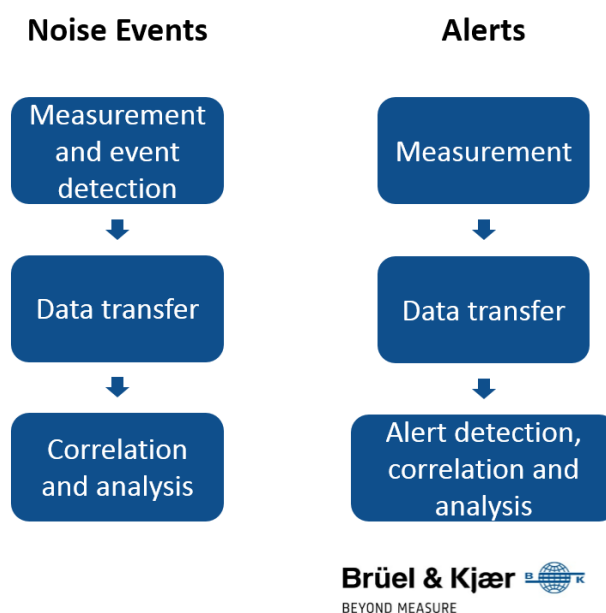 Noise Events
Measurement
and event
detection
Data transfer
Correlation
and analysis
Alerts
Measurement
Data transfer
Alert detection,
correlation and
analysis
Brüel & Kjær B K
BEYOND MEASURE